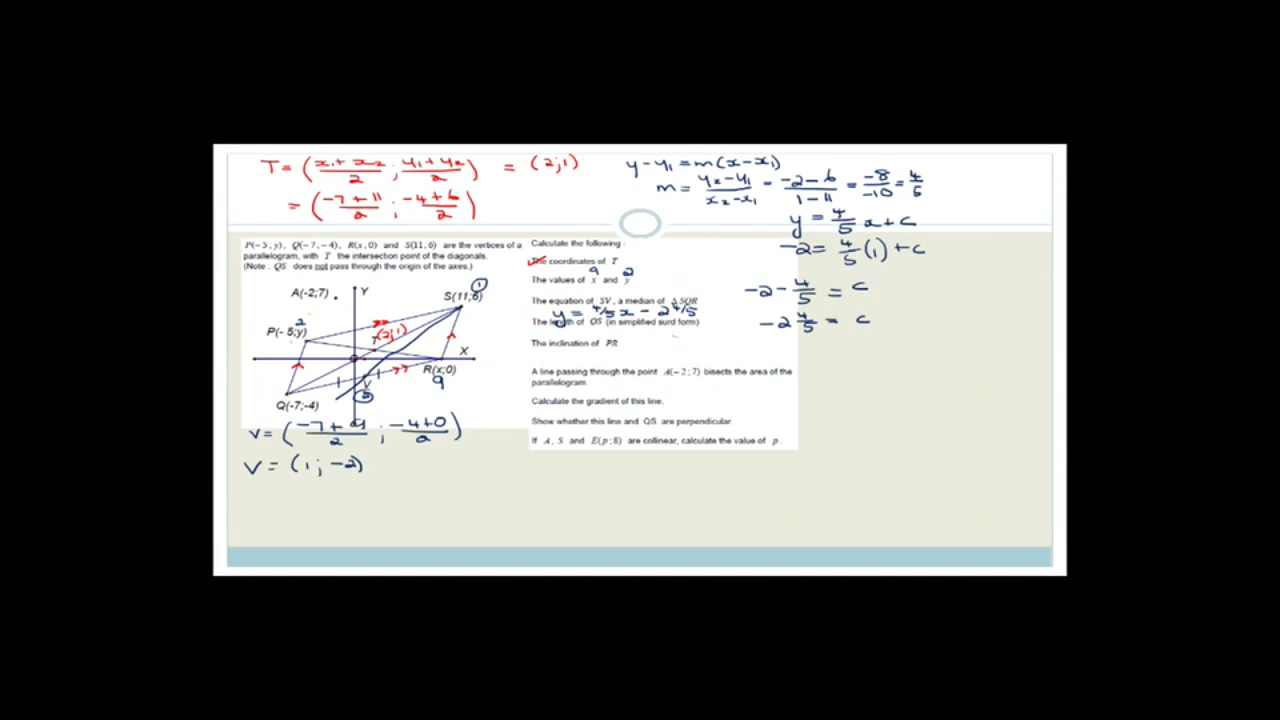 T = (x₁ + x₂ / 2 ; y₁ + y₂ / 2) = (2;1)
= (-7 + 11 / 2 ; -4 + 6 / 2)
y - y₁ = m(x - x₁)
m = y₂ - y₁ / x₂ - x₁ = -2 - 6 / 1 - 11 = -8 / -10 = 4/5
y = 4/5 x + c
-2 = 4/5 (1) + c
-2 - 4/5 = c
-2 4/5 = c
P(-5; y), Q(-7; -4), R(x; 0) and S(11; 6) are the vertices of a
parallelogram, with T the intersection point of the diagonals.
(Note : QS does not pass through the origin of the axes.)
A(-2;7)
Y
S(11;6)
1
2
P(-5;y)
T
(2;1)
X
R(x;0)
9
V
2
Q(-7;-4)
V = (-7 + 9 / 2 ; -4 + 0 / 2)
V = (1; -2)
Calculate the following :
The coordinates of T
9 2
The values of x and y
The equation of SV, a median of Δ SQR
y = 4/5 x - 2 4/5
The length of QS (in simplified surd form)
The inclination of PR
A line passing through the point A(-2; 7) bisects the area of the
parallelogram.
Calculate the gradient of this line.
Show whether this line and QS are perpendicular.
If A, S and E(p; 8) are collinear, calculate the value of p.